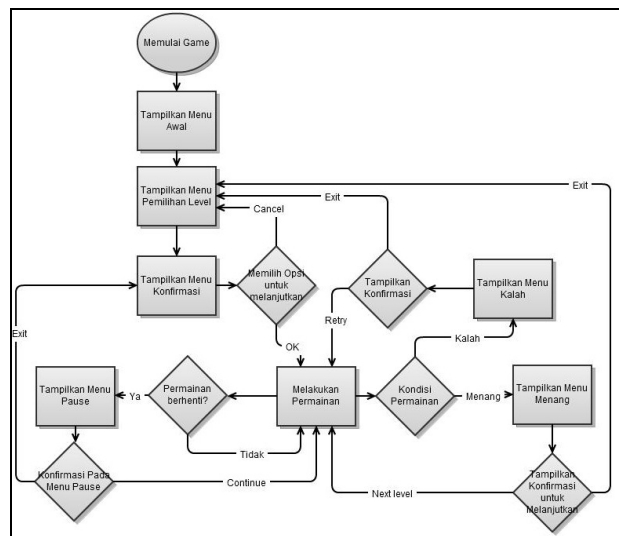 Memulai Game
Tampilkan Menu
Awal
Tampilkan Menu
Pemilihan Level
Exit
Exit
Cancel
Tampilkan Menu
Konfirmasi
Memilih Opsi
untuk
melanjutkan
Tampilkan
Konfirmasi
Tampilkan Menu
Kalah
Exit
Retry
OK
Kalah
Tampilkan Menu
Pause
Ya
Permainan
berhenti?
Melakukan
Permainan
Kondisi
Permainan
Menang
Tampilkan Menu
Menang
Tidak
Konfirmasi Pada
Menu Pause
Continue
Next level
Tampilkan
Konfirmasi
untuk
Melanjutkan